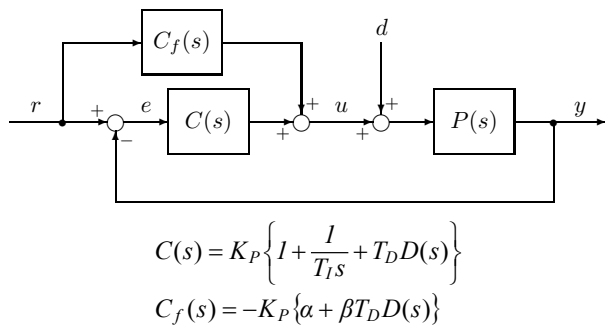 C_f(s)
d
r
+
−
e
C(s)
+
+
u
+
+
P(s)
y
C(s) = K_P{1 + 1/(T_I s) + T_D D(s)}
C_f(s) = −K_P{α + βT_D D(s)}